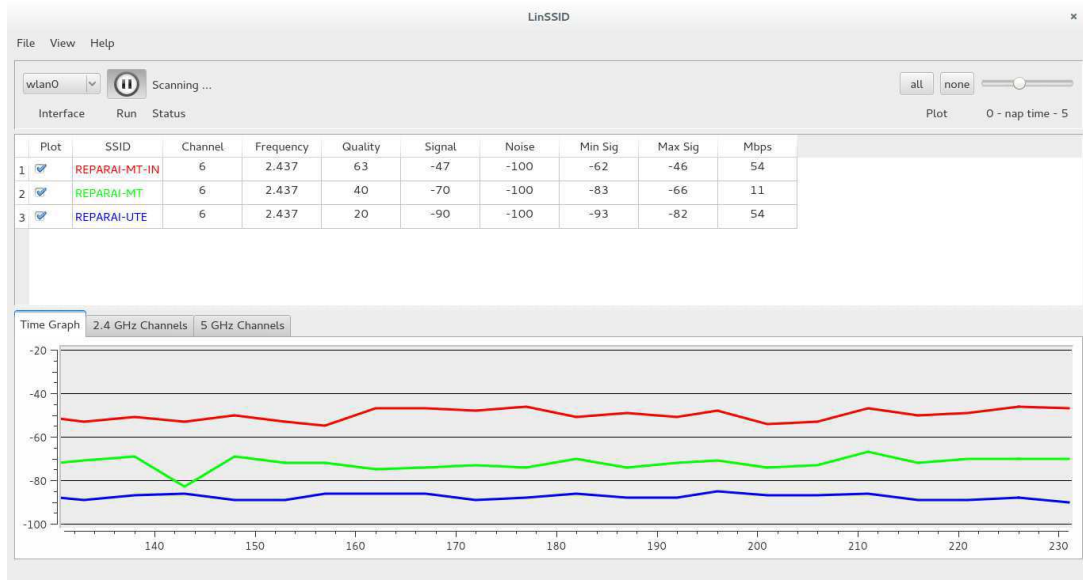 LinSSID ×
File View Help
wlan0 Scanning ... all none
Interface Run Status Plot 0 - nap time - 5
Plot SSID Channel Frequency Quality Signal Noise Min Sig Max Sig Mbps
1 REPARAI-MT-IN 6 2.437 63 -47 -100 -62 -46 54
2 REPARAI-MT 6 2.437 40 -70 -100 -83 -66 11
3 REPARAI-UTE 6 2.437 20 -90 -100 -93 -82 54
Time Graph 2.4 GHz Channels 5 GHz Channels
-20
-40
-60
-80
-100
140 150 160 170 180 190 200 210 220 230